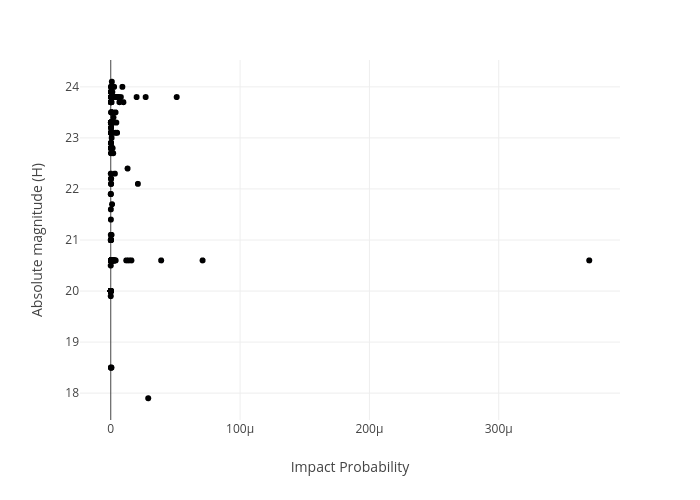 Absolute magnitude (H)
24
23
22
21
20
19
18
0
100μ
200μ
300μ
Impact Probability